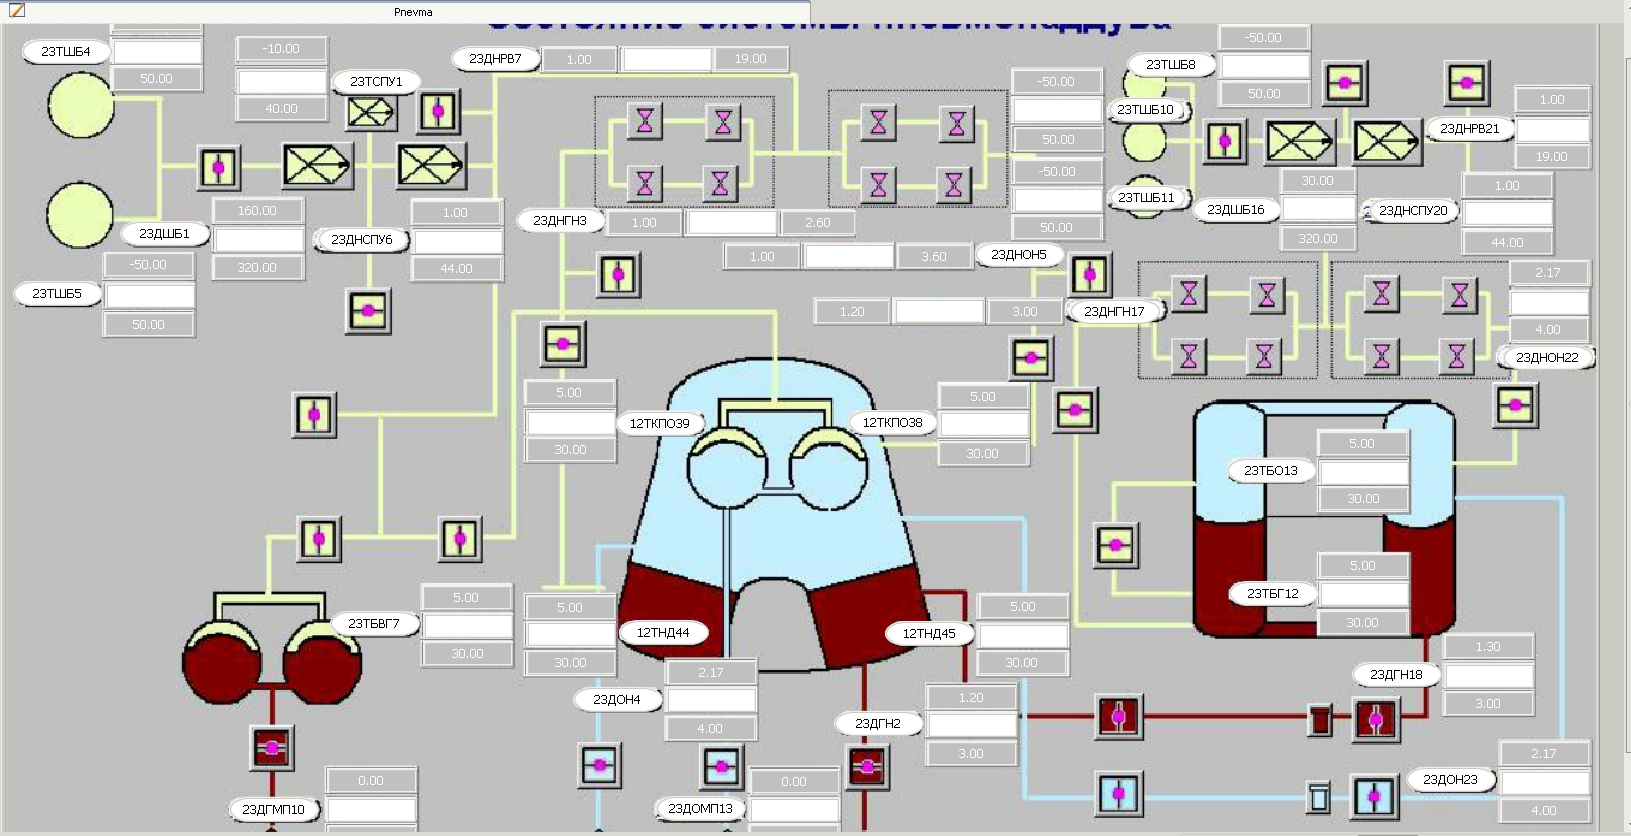 Pnevma
Состояние системы пневмонаддува
23ТШБ4
50.00
-10.00
40.00
23ТСПУ1
23ДНРВ7
1.00
19.00
-50.00
50.00
-50.00
50.00
23ТШБ8
-50.00
50.00
23ТШБ10
23ТШБ11
23ДНРВ21
1.00
19.00
23ДШБ1
160.00
320.00
23ДНСПУ6
1.00
44.00
23ДНГН3
1.00
2.60
23ДШБ16
30.00
320.00
23ДНСПУ20
1.00
44.00
23ТШБ5
-50.00
50.00
1.00
3.60
23ДНОН5
1.20
3.00
23ДНГН17
2.17
4.00
23ДНОН22
5.00
30.00
12ТКПО39
12ТКПО38
5.00
30.00
23ТБО13
5.00
30.00
23ТБГ12
5.00
30.00
23ТБВГ7
5.00
30.00
5.00
30.00
12ТНД44
12ТНД45
5.00
30.00
23ДОН4
2.17
4.00
23ДГН2
1.20
3.00
23ДГН18
1.30
3.00
23ДГМП10
0.00
23ДОМП13
0.00
23ДОН23
2.17
4.00